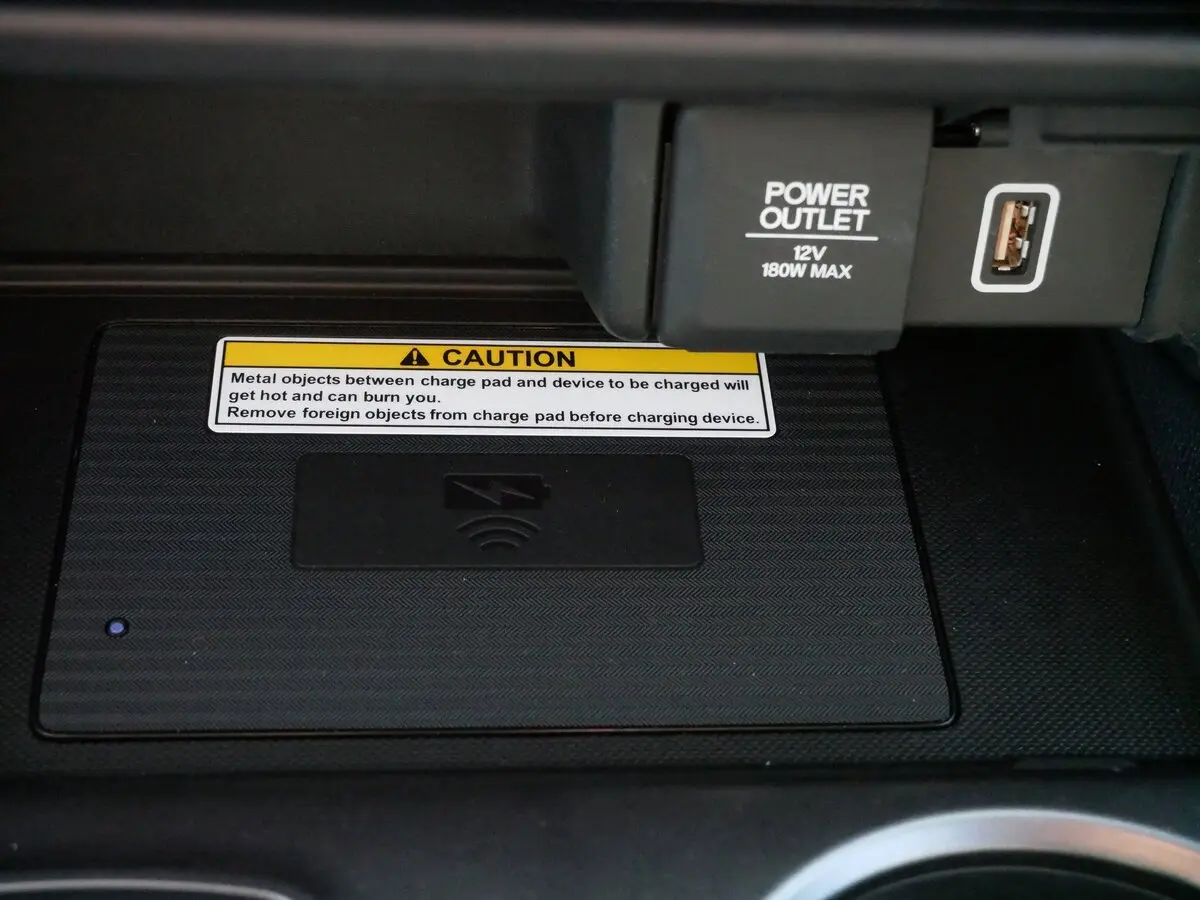 POWER
OUTLET
12V
180W MAX
CAUTION
Metal objects between charge pad and device to be charged will
get hot and can burn you.
Remove foreign objects from charge pad before charging device.